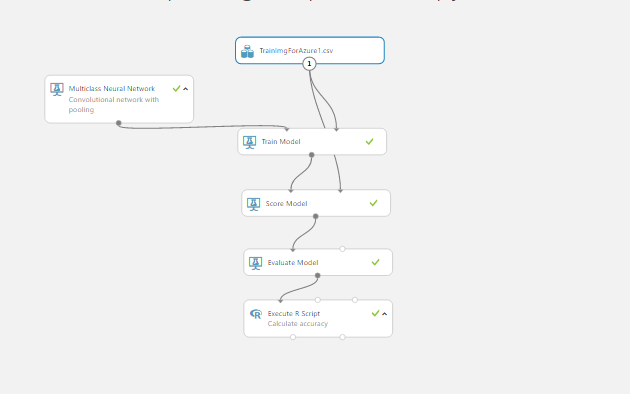 TrainImgForAzure1.csv
1
Multiclass Neural Network
Convolutional network with
pooling
Train Model
Score Model
Evaluate Model
Execute R Script
Calculate accuracy